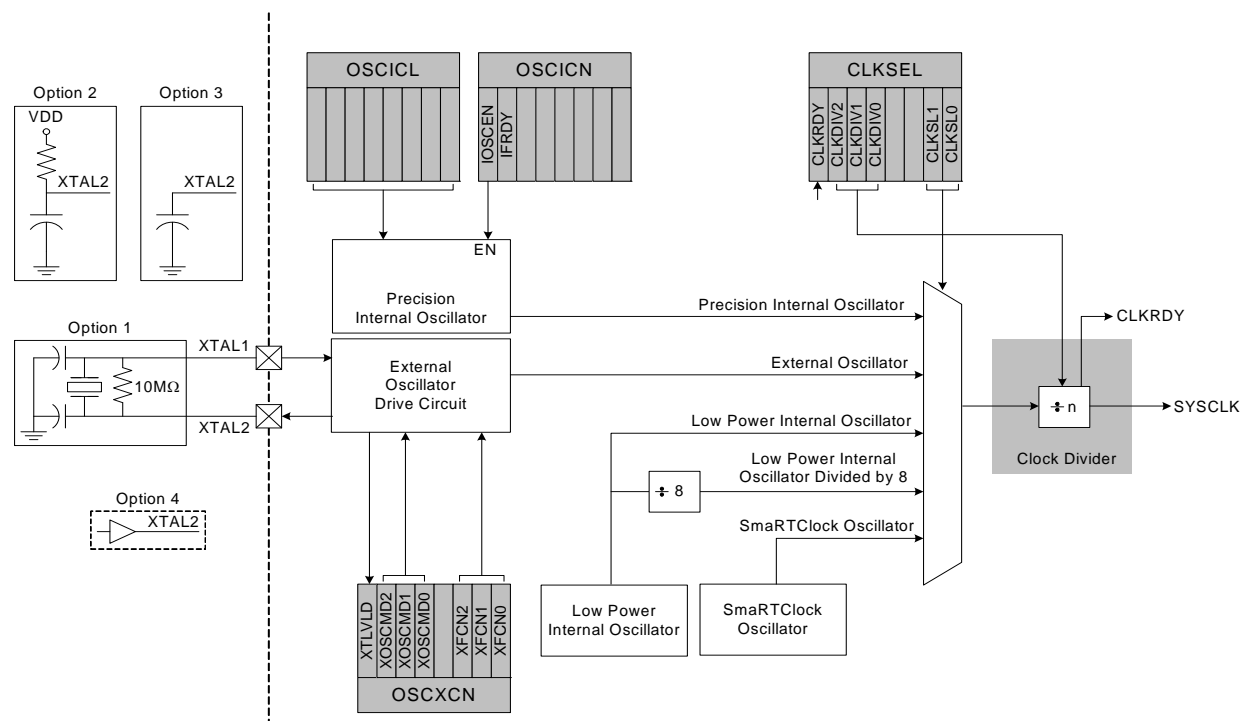 OSCICL
OSCICN
CLKSEL
IOSCEN
IFRDY
CLKRDY
CLKDIV2
CLKDIV1
CLKDIV0
CLKSL1
CLKSL0
Option 2
Option 3
VDD
XTAL2
XTAL2
EN
Precision
Internal Oscillator
Precision Internal Oscillator
CLKRDY
Option 1
XTAL1
10MΩ
XTAL2
External
Oscillator
Drive Circuit
External Oscillator
÷ n
SYSCLK
Clock Divider
Low Power Internal Oscillator
Low Power Internal
Oscillator Divided by 8
÷ 8
SmaRTClock Oscillator
Option 4
XTAL2
Low Power
Internal Oscillator
SmaRTClock
Oscillator
XTLVLD
XOSCMD2
XOSCMD1
XOSCMD0
XFCN2
XFCN1
XFCN0
OSCXCN